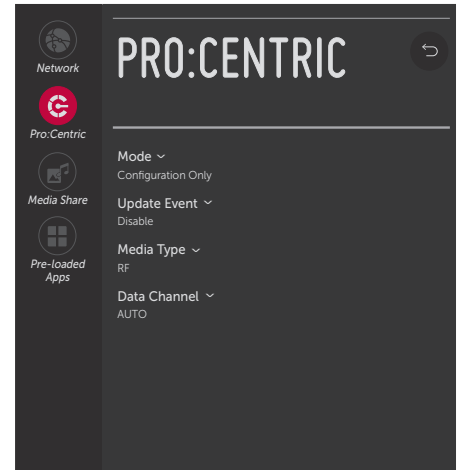 Network
Pro:Centric
Media Share
Pre-loaded
Apps
PRO:CENTRIC
Mode
Configuration Only
Update Event
Disable
Media Type
RF
Data Channel
AUTO